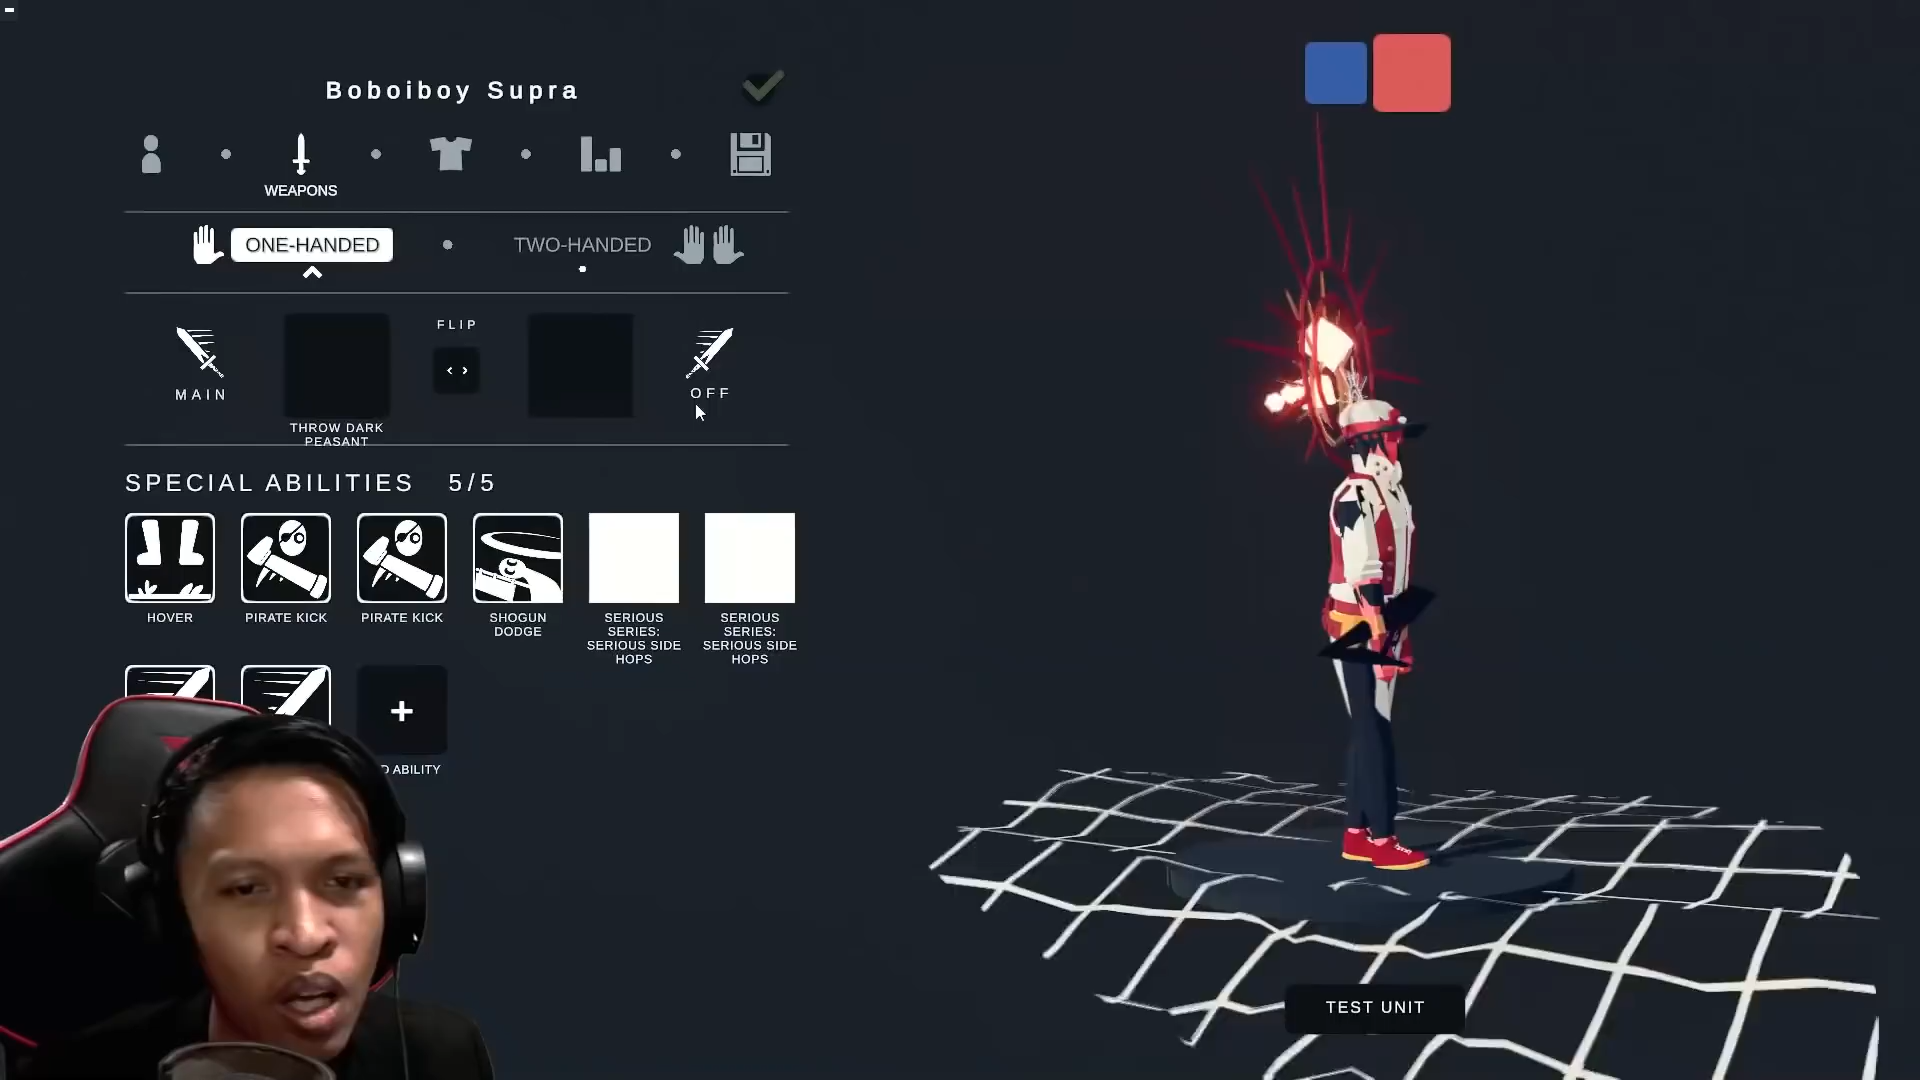 Boboiboy Supra
WEAPONS
ONE-HANDED
TWO-HANDED
FLIP
MAIN
OFF
THROW DARK
PEASANT
SPECIAL ABILITIES 5/5
HOVER
PIRATE KICK
PIRATE KICK
SHOGUN
DODGE
SERIOUS
SERIES:
SERIOUS SIDE
HOPS
SERIOUS
SERIES:
SERIOUS SIDE
HOPS
D ABILITY
TEST UNIT